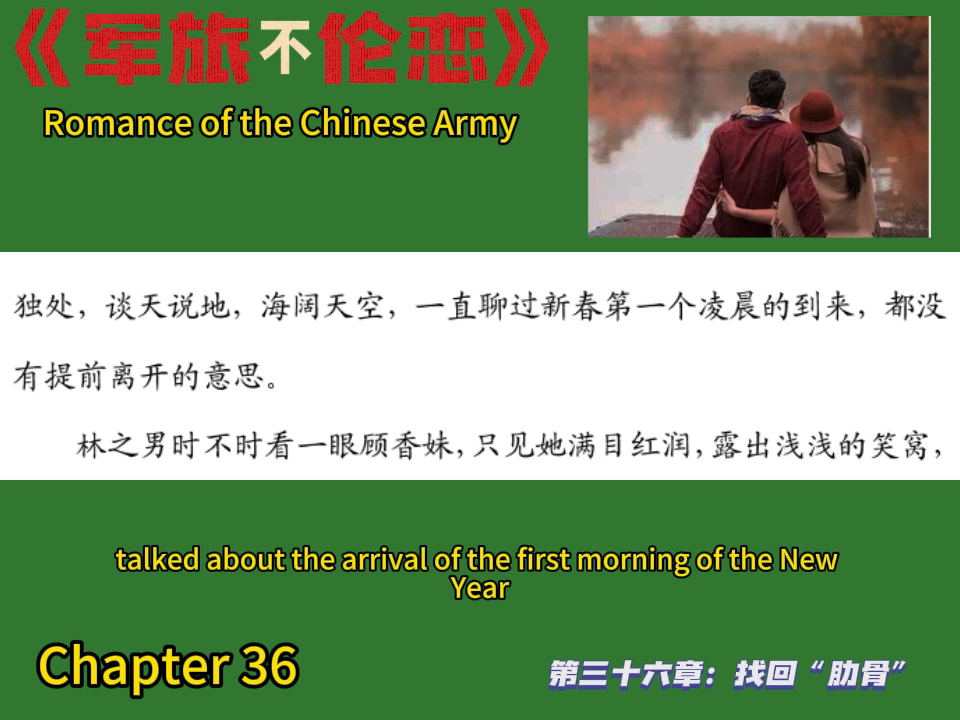 《军旅不伦恋》
Romance of the Chinese Army
独处，谈天说地，海阔天空，一直聊过新春第一个凌晨的到来，都没
有提前离开的意思。
林之男时不时看一眼顾香妹，只见她满目红润，露出浅浅的笑窝，
talked about the arrival of the first morning of the New
Year
Chapter 36
第三十六章：找回“肋骨”